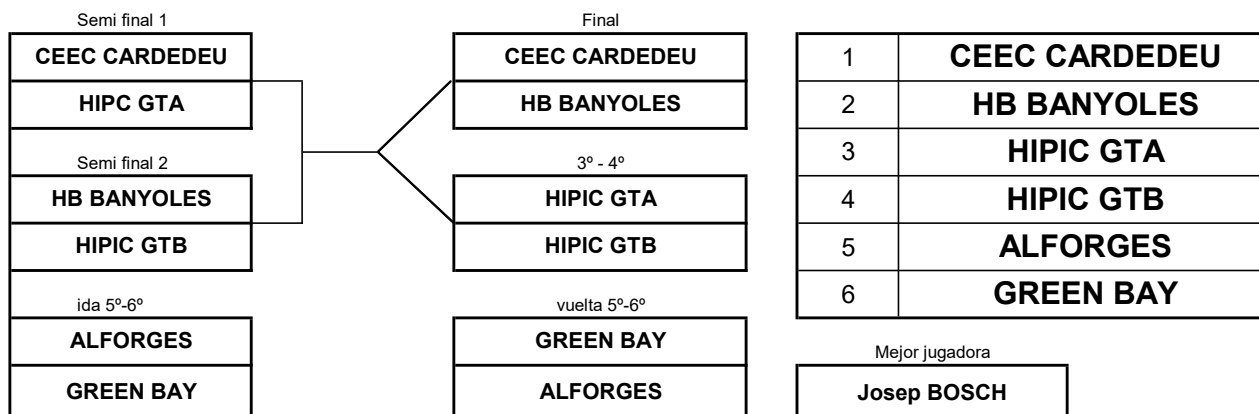 Semi final 1
CEEC CARDEDEU
HIPC GTA
Semi final 2
HB BANYOLES
HIPIC GTB
ida 5º-6º
ALFORGES
GREEN BAY
Final
CEEC CARDEDEU
HB BANYOLES
3º - 4º
HIPIC GTA
HIPIC GTB
vuelta 5º-6º
GREEN BAY
ALFORGES
1 CEEC CARDEDEU
2 HB BANYOLES
3 HIPIC GTA
4 HIPIC GTB
5 ALFORGES
6 GREEN BAY
Mejor jugadora
Josep BOSCH